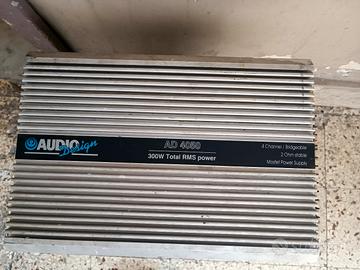 AUDIO
Design
AD 4050
300W Total RMS power
4 Channel / Bridgeable
2 Ohm stable
Mosfet Power Supply